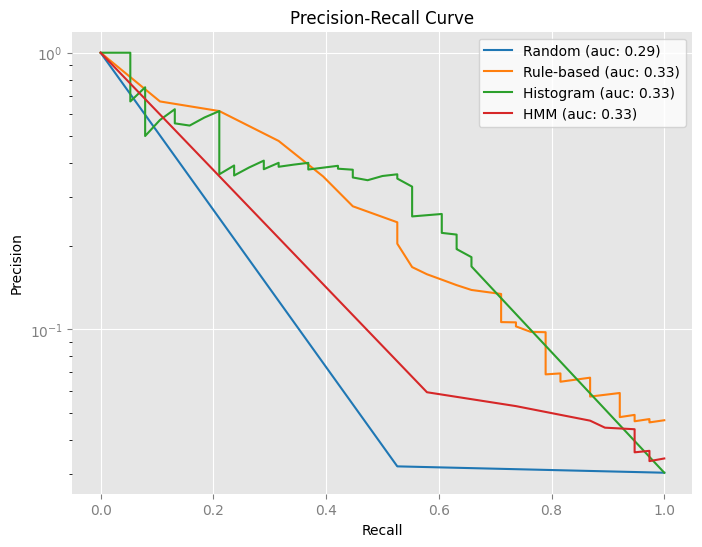 Precision-Recall Curve
Random (auc: 0.29)
Rule-based (auc: 0.33)
Histogram (auc: 0.33)
HMM (auc: 0.33)
10⁰
Precision
10⁻¹
0.0 0.2 0.4 0.6 0.8 1.0
Recall